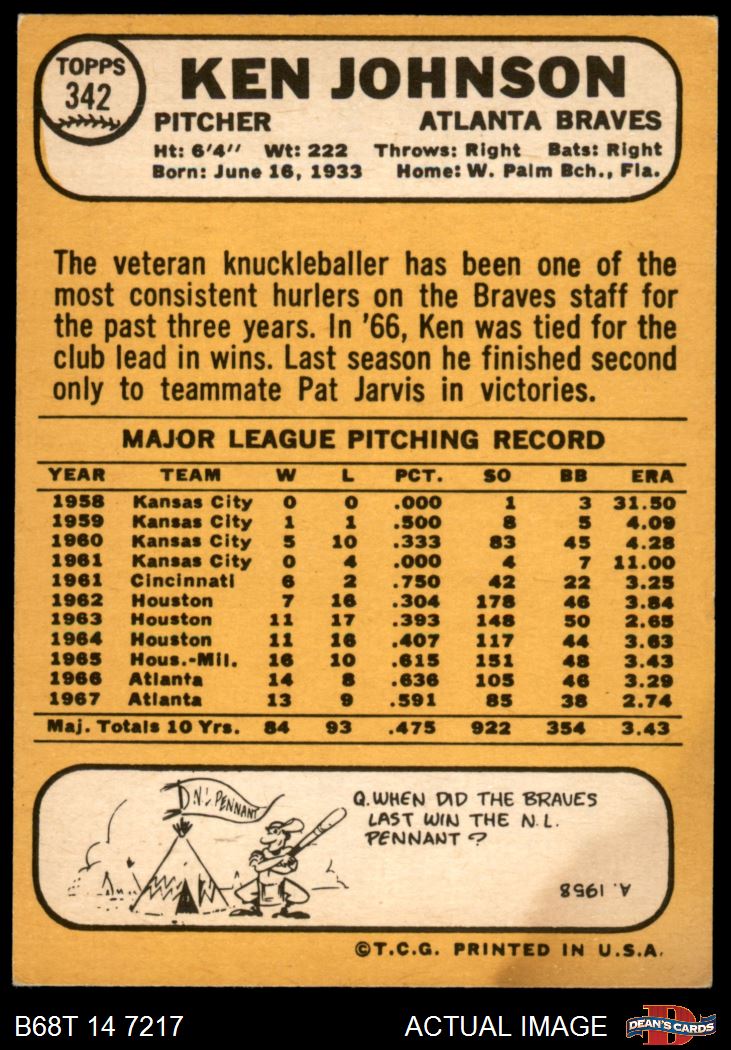 TOPPS
342
KEN JOHNSON
PITCHER ATLANTA BRAVES
Ht: 6'4" Wt: 222 Throws: Right Bats: Right
Born: June 16, 1933 Home: W. Palm Bch., Fla.
The veteran knuckleballer has been one of the
most consistent hurlers on the Braves staff for
the past three years. In '66, Ken was tied for the
club lead in wins. Last season he finished second
only to teammate Pat Jarvis in victories.
MAJOR LEAGUE PITCHING RECORD
YEAR TEAM W L PCT. SO BB ERA
1958 Kansas City 0 0 .000 1 3 31.50
1959 Kansas City 1 1 .500 8 5 4.09
1960 Kansas City 5 10 .333 83 45 4.28
1961 Kansas City 0 4 .000 4 7 11.00
1961 Cincinnati 6 2 .750 42 22 3.25
1962 Houston 7 16 .304 178 46 3.84
1963 Houston 11 17 .393 148 50 2.65
1964 Houston 11 16 .407 117 44 3.63
1965 Hous.-Mil. 16 10 .615 151 48 3.43
1966 Atlanta 14 8 .636 105 46 3.29
1967 Atlanta 13 9 .591 85 38 2.74
Maj. Totals 10 Yrs. 84 93 .475 922 354 3.43
N.L. PENNANT
Q. WHEN DID THE BRAVES
LAST WIN THE N.L.
PENNANT?
A. 1958
©T.C.G. PRINTED IN U.S.A.
B68T 14 7217 ACTUAL IMAGE
DEAN'S CARDS